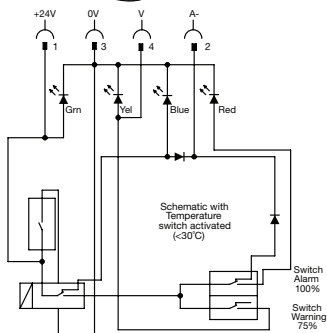 +24V 0V V A-
1 3 4 2
Grn Yel Blue Red
Schematic with
Temperature
switch activated
(<30°C)
Switch
Alarm
100%
Switch
Warning
75%